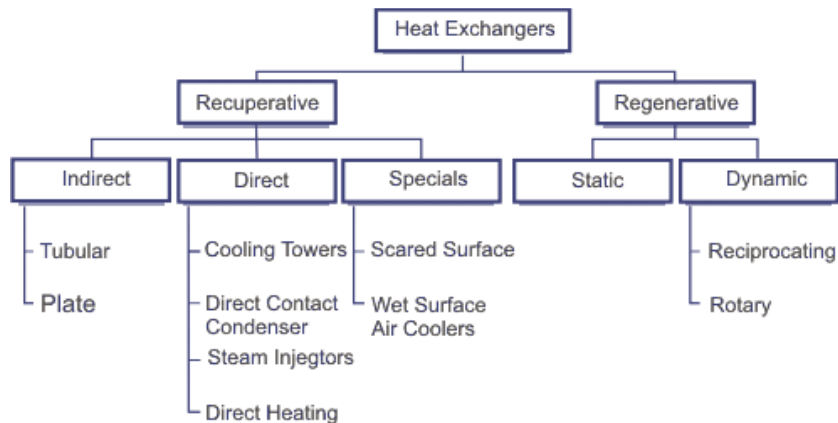 Heat Exchangers
Recuperative
Regenerative
Indirect
Direct
Specials
Static
Dynamic
Tubular
Plate
Cooling Towers
Direct Contact
Condenser
Steam Injegtors
Direct Heating
Scared Surface
Wet Surface
Air Coolers
Reciprocating
Rotary